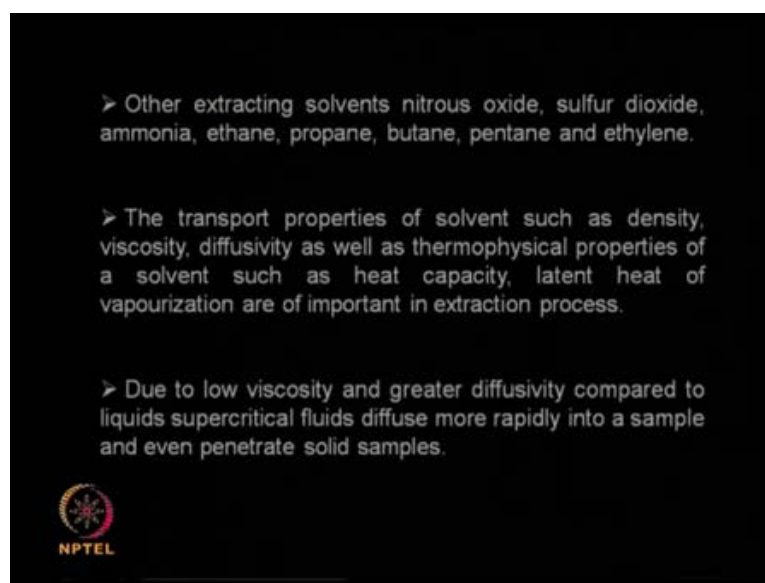 ➢ Other extracting solvents nitrous oxide, sulfur dioxide,
ammonia, ethane, propane, butane, pentane and ethylene.
➢ The transport properties of solvent such as density,
viscosity, diffusivity as well as thermophysical properties of
a solvent such as heat capacity, latent heat of
vapourization are of important in extraction process.
➢ Due to low viscosity and greater diffusivity compared to
liquids supercritical fluids diffuse more rapidly into a sample
and even penetrate solid samples.
NPTEL